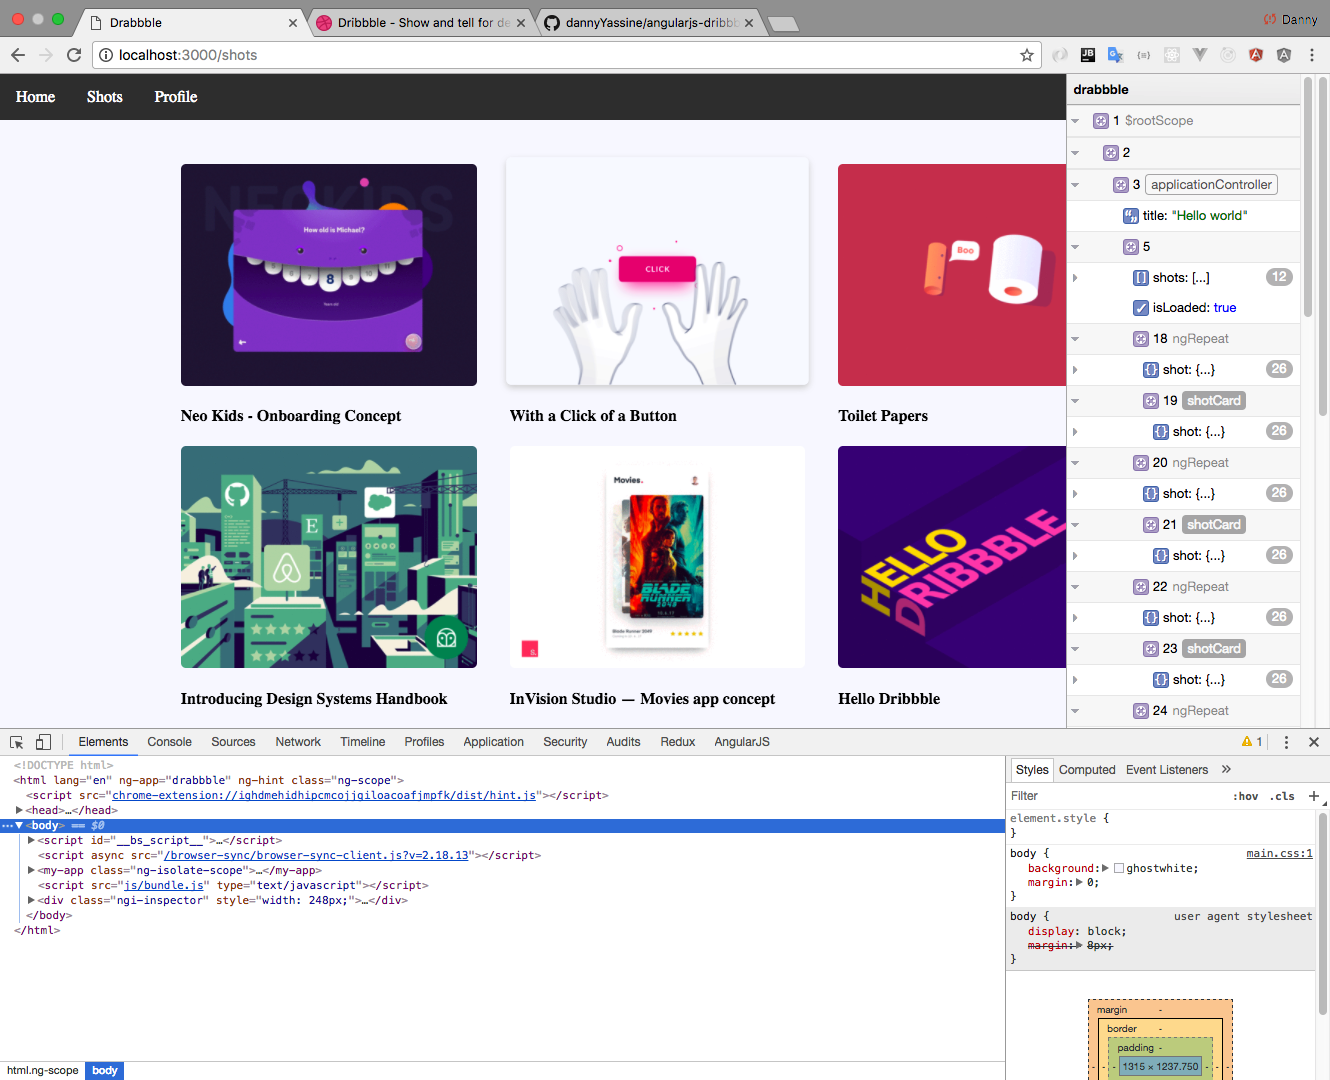 Drabbble
Dribbble - Show and tell for de
dannyYassine/angularjs-dribbb
Danny
localhost:3000/shots
Home
Shots
Profile
NEOKIDS
How old is Michael?
8
Years old
Neo Kids - Onboarding Concept
CLICK
With a Click of a Button
Boo
Toilet Papers
E
Introducing Design Systems Handbook
Movies.
BLADE
RUNNER
2049
Blade Runner 2049
InVision Studio — Movies app concept
HELLO
DRIBBBLE
Hello Dribbble
drabbble
1 $rootScope
2
3 applicationController
title: "Hello world"
5
shots: [...] 12
isLoaded: true
18 ngRepeat
shot: {...} 26
19 shotCard
shot: {...} 26
20 ngRepeat
shot: {...} 26
21 shotCard
shot: {...} 26
22 ngRepeat
shot: {...} 26
23 shotCard
shot: {...} 26
24 ngRepeat
Elements Console Sources Network Timeline Profiles Application Security Audits Redux AngularJS 1
<!DOCTYPE html>
<html lang="en" ng-app="drabbble" ng-hint class="ng-scope">
<script src="chrome-extension://ighdmehidhipcmcojjgiloacoafjmpfk/dist/hint.js"></script>
<head>…</head>
<body> == $0
<script id="__bs_script__">…</script>
<script async src="/browser-sync/browser-sync-client.js?v=2.18.13"></script>
<my-app class="ng-isolate-scope">…</my-app>
<script src="js/bundle.js" type="text/javascript"></script>
<div class="ngi-inspector" style="width: 248px;">…</div>
</body>
</html>
html.ng-scope body
Styles Computed Event Listeners »
Filter :hov .cls +
element.style {
}
body { main.css:1
background: ghostwhite;
margin: 0;
}
body { user agent stylesheet
display: block;
margin: 8px;
}
margin -
border -
padding -
- - - 1315 × 1237.750 - - -